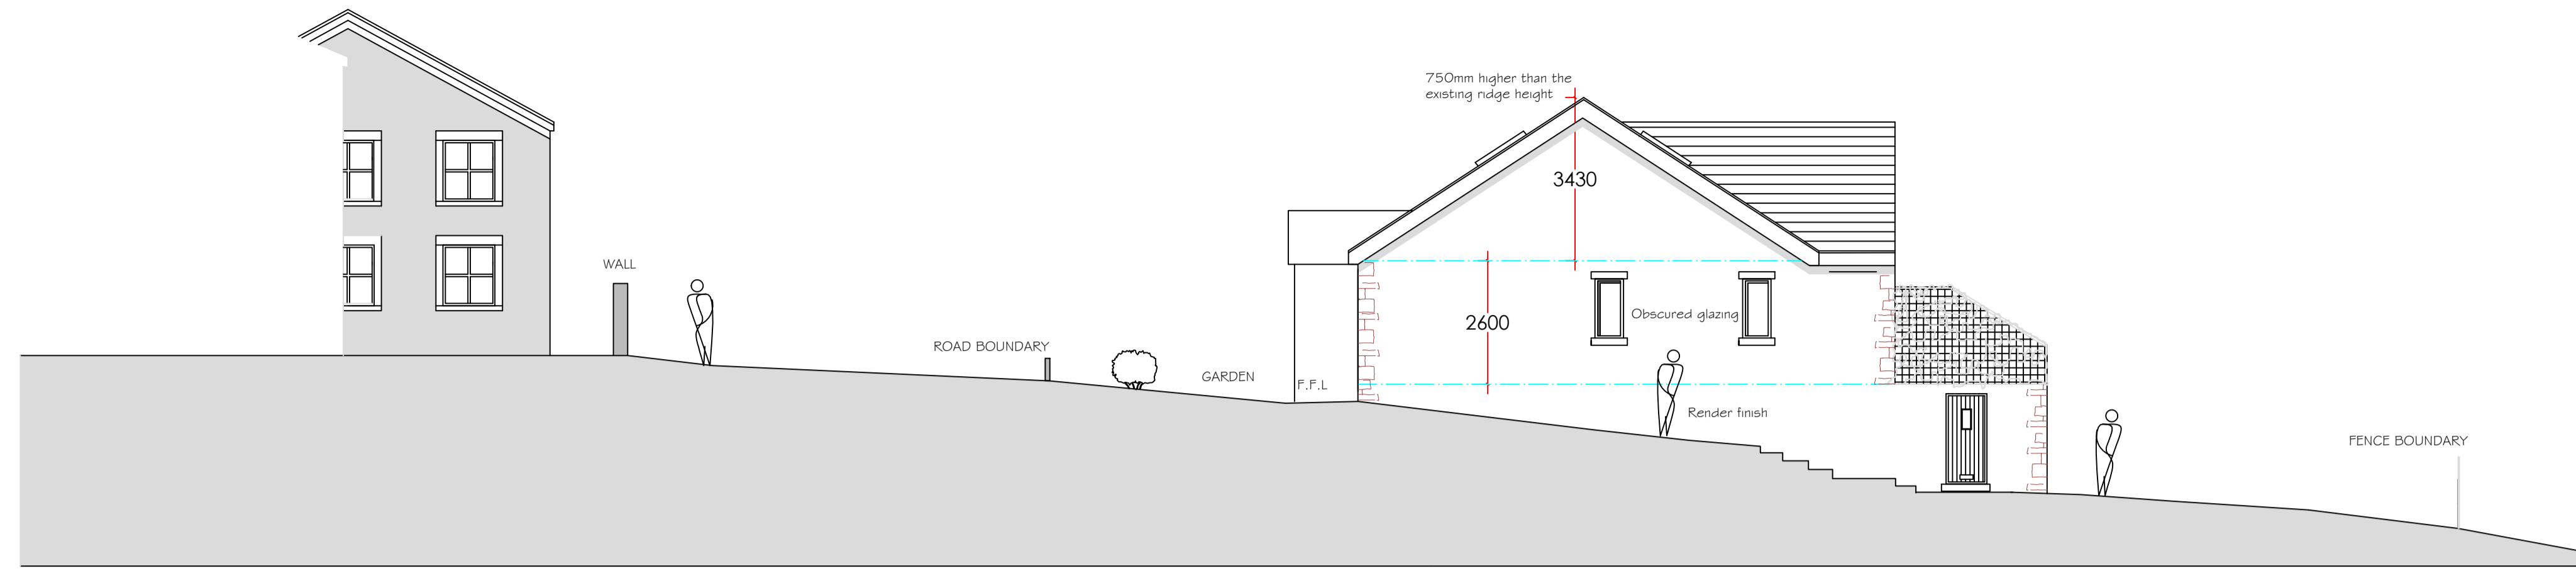 750mm higher than the
existing ridge height
3430
WALL
2600
Obscured glazing
ROAD BOUNDARY
GARDEN
F.F.L
Render finish
FENCE BOUNDARY